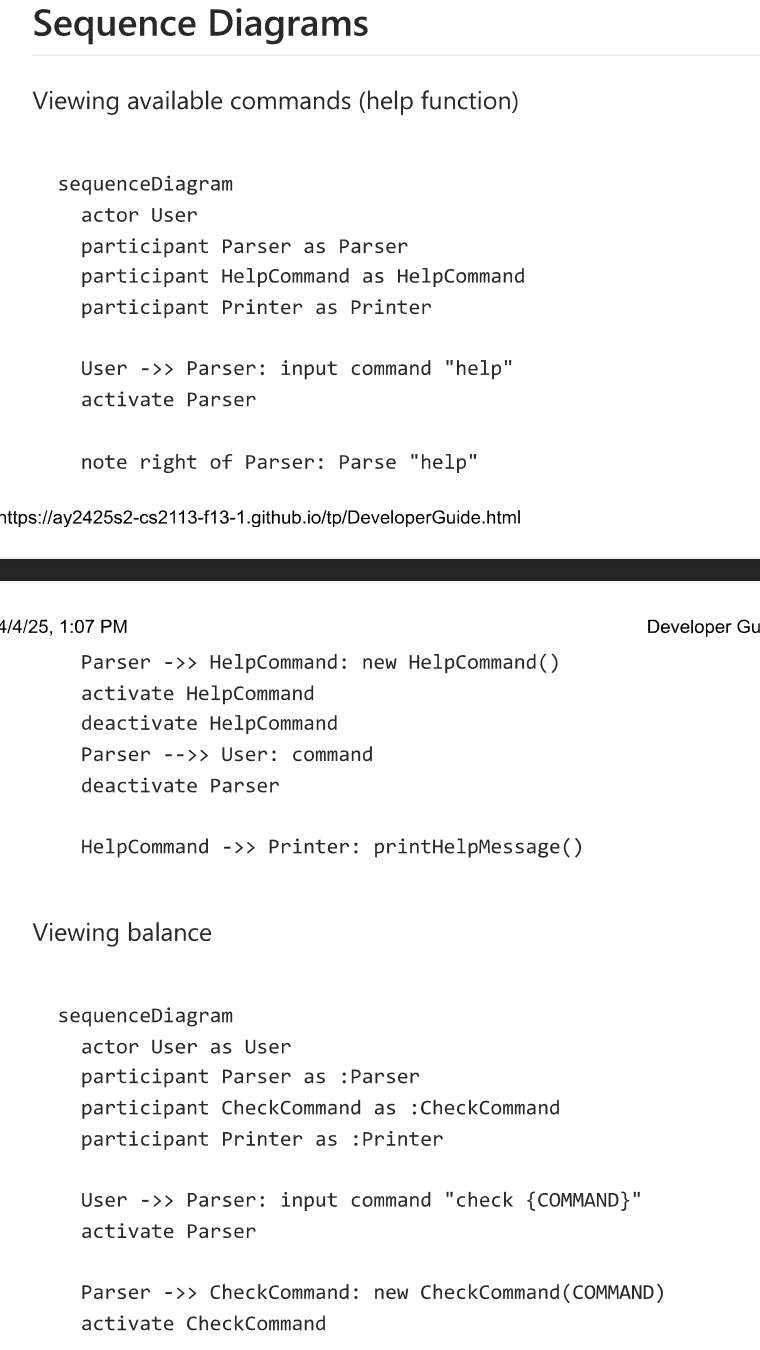 Sequence Diagrams
Viewing available commands (help function)
sequenceDiagram
actor User
participant Parser as Parser
participant HelpCommand as HelpCommand
participant Printer as Printer
User ->> Parser: input command "help"
activate Parser
note right of Parser: Parse "help"
https://ay2425s2-cs2113-f13-1.github.io/tp/DeveloperGuide.html
4/4/25, 1:07 PM
Developer Gu
Parser ->> HelpCommand: new HelpCommand()
activate HelpCommand
deactivate HelpCommand
Parser -->> User: command
deactivate Parser
HelpCommand ->> Printer: printHelpMessage()
Viewing balance
sequenceDiagram
actor User as User
participant Parser as :Parser
participant CheckCommand as :CheckCommand
participant Printer as :Printer
User ->> Parser: input command "check {COMMAND}"
activate Parser
Parser ->> CheckCommand: new CheckCommand(COMMAND)
activate CheckCommand